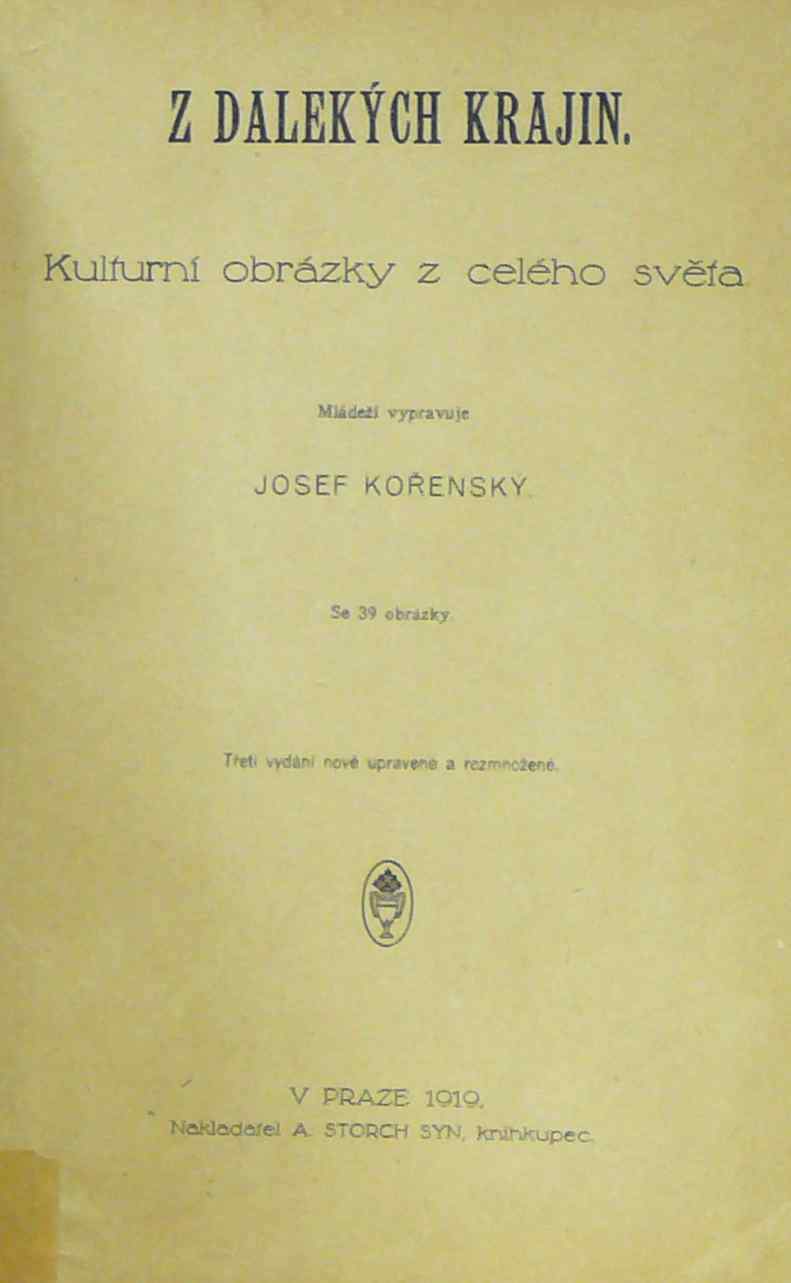 Z DALEKÝCH KRAJIN.
Kulturní obrázky z celého světa
Mládeži vypravuje
JOSEF KOŘENSKÝ.
Se 39 obrázky.
Třetí vydání nově upravené a rozmnožené.
V PRAZE 1919.
Nakladatel A. STORCH SYN, knihkupec.